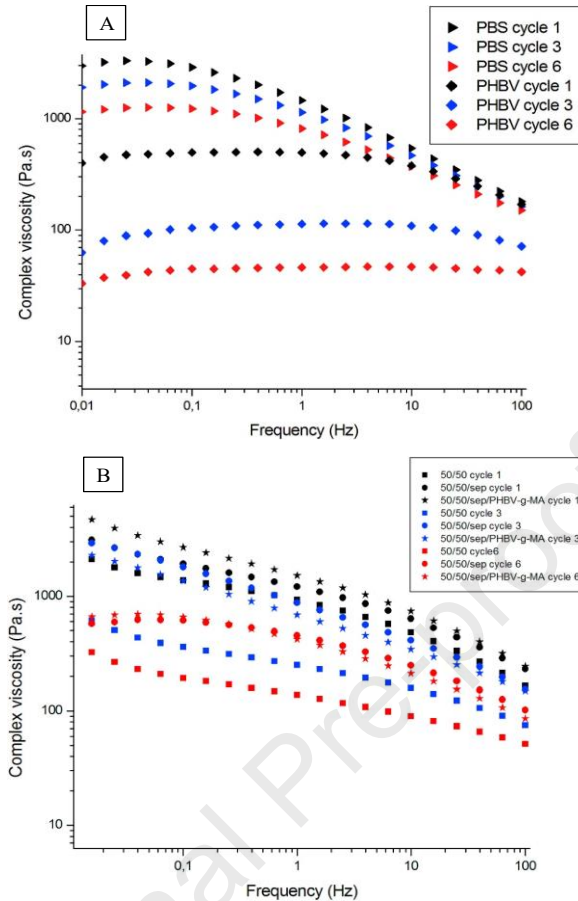 A
PBS cycle 1
PBS cycle 3
PBS cycle 6
PHBV cycle 1
PHBV cycle 3
PHBV cycle 6
Complex viscosity (Pa.s)
1000
100
10
0,01
0,1
1
10
100
Frequency (Hz)
B
50/50 cycle 1
50/50/sep cycle 1
50/50/sep/PHBV-g-MA cycle 1
50/50 cycle 3
50/50/sep cycle 3
50/50/sep/PHBV-g-MA cycle 3
50/50 cycle6
50/50/sep cycle 6
50/50/sep/PHBV-g-MA cycle 6
Complex viscosity (Pa.s)
1000
100
10
0,1
1
10
100
Frequency (Hz)
nal Pre-proof